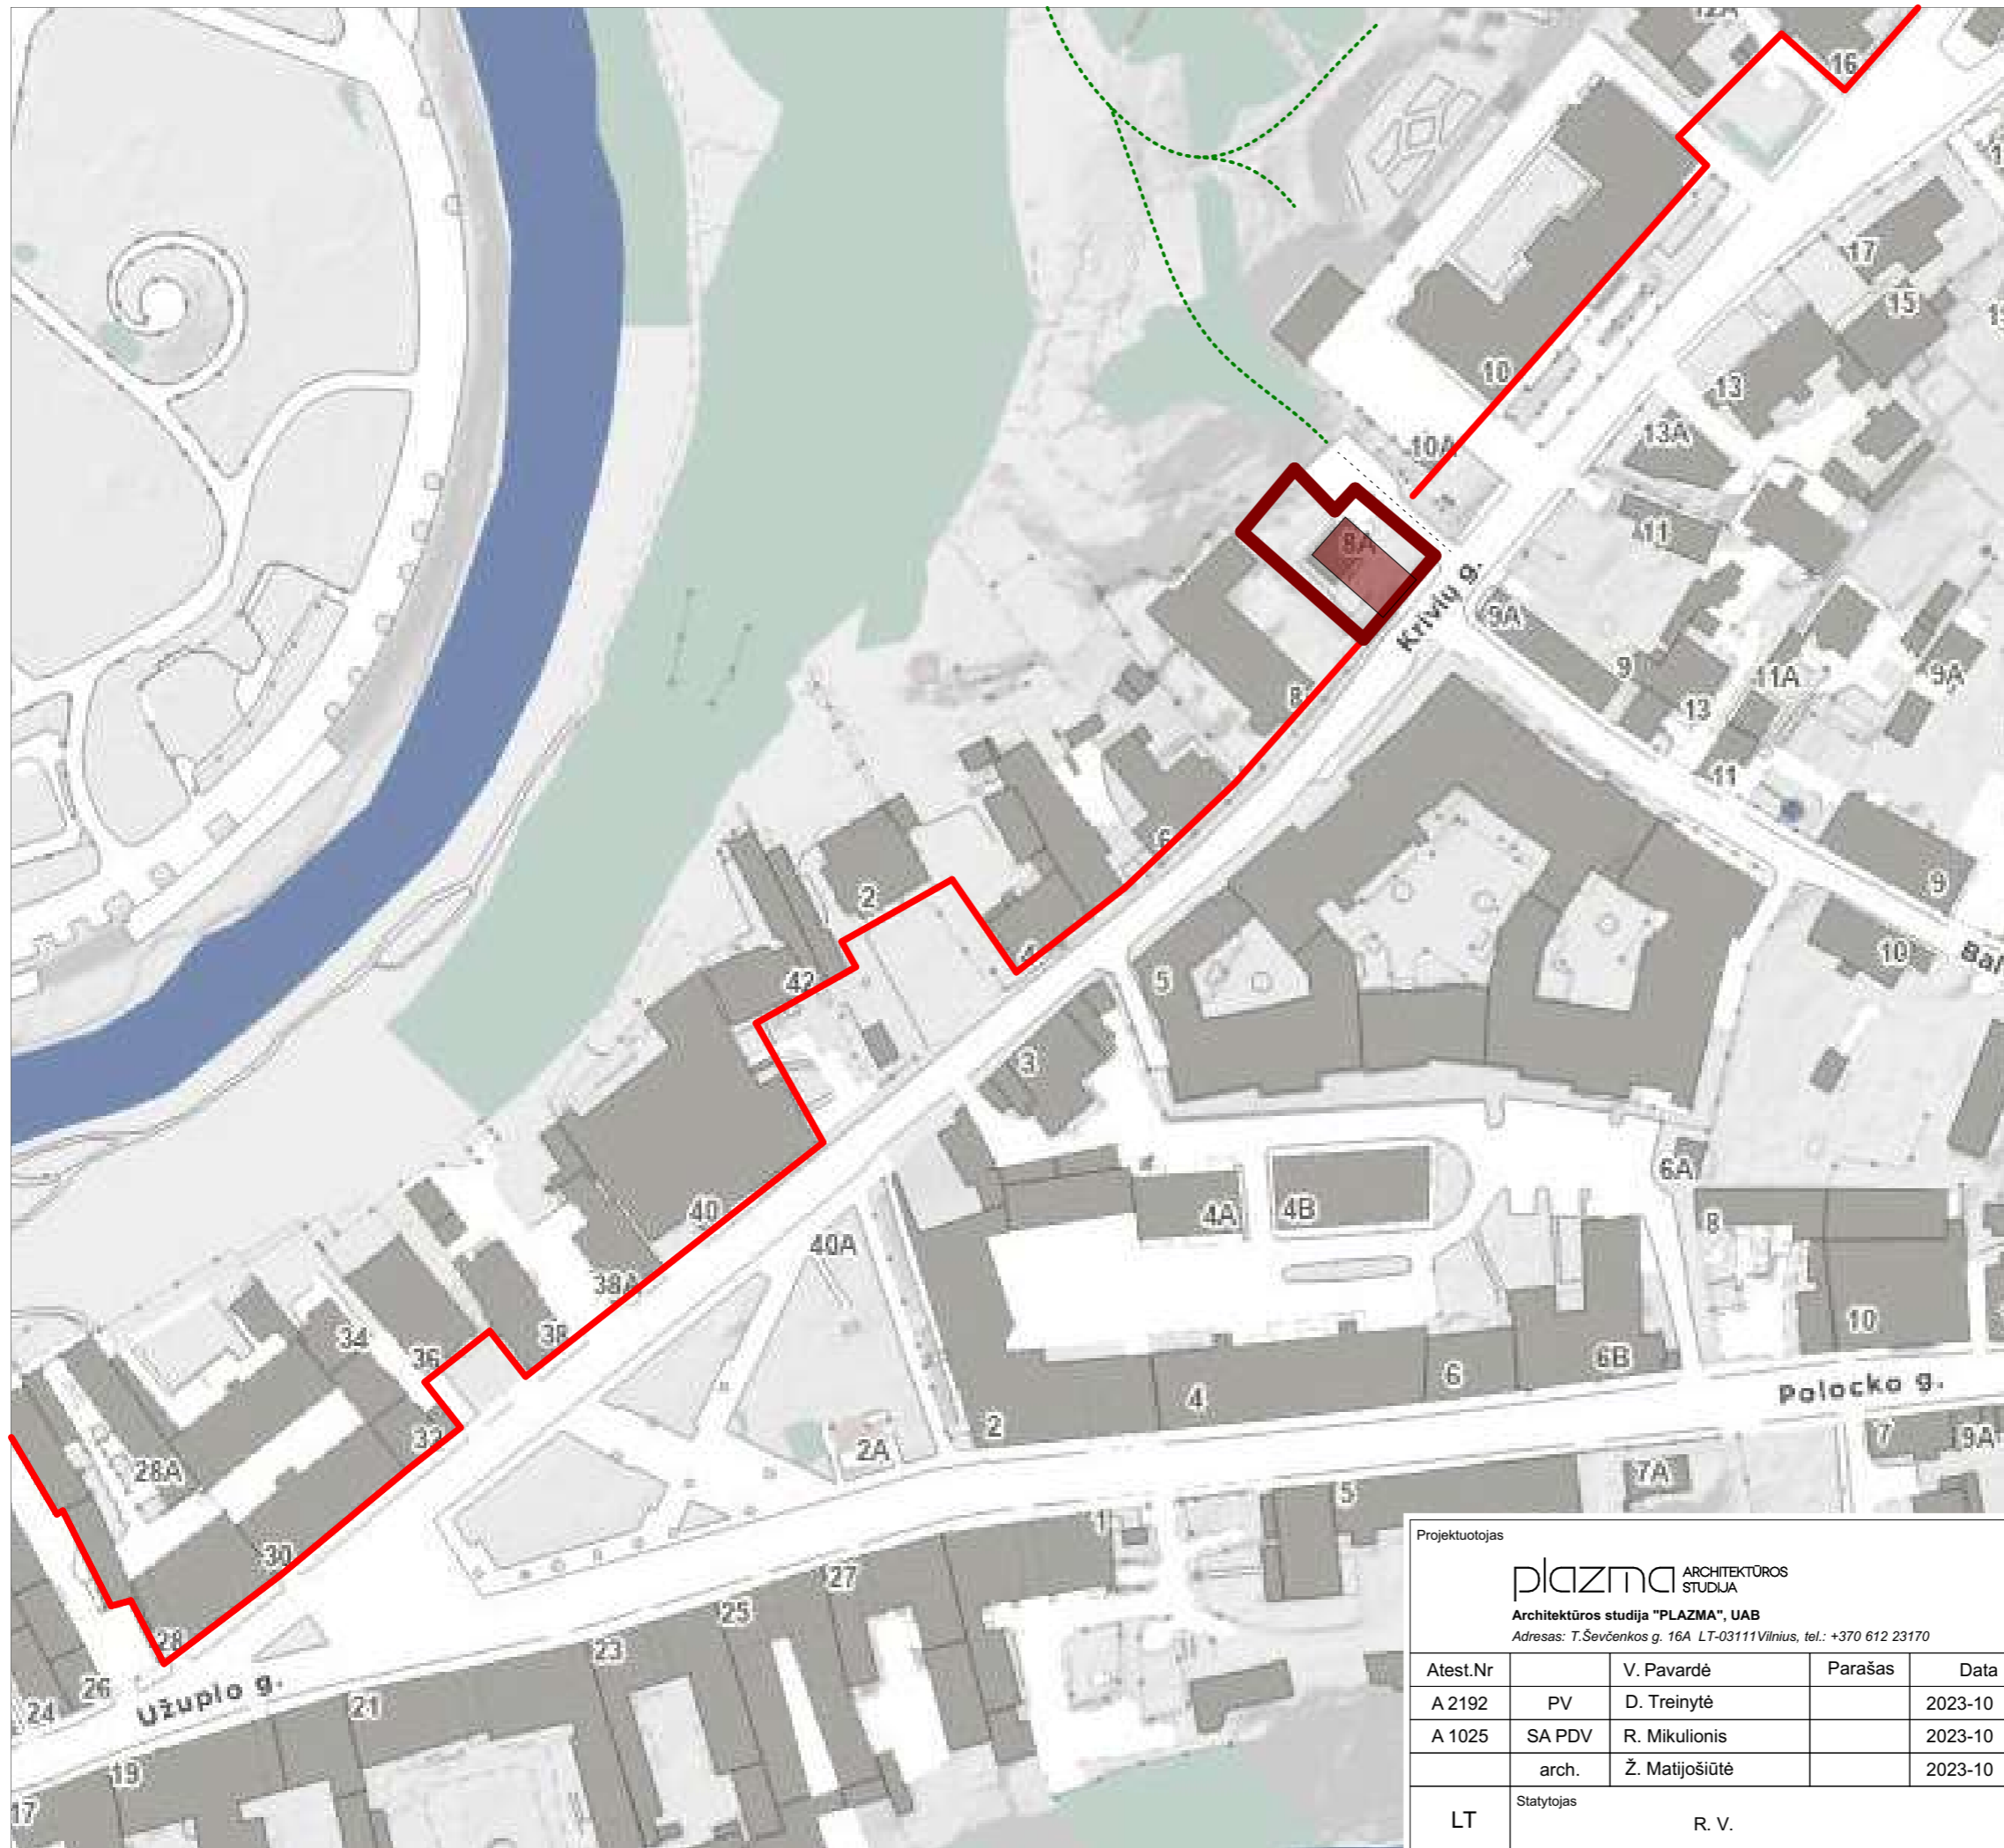 12A
16
17
15
10
13
13A
10A
11
8A
Krivių g.
9A
9
11A
9A
13
8
11
6
9
2
4
10
42
5
3
6A
40
4A
4B
8
40A
38A
38
34
36
10
6B
6
4
Polocko g.
2
32
2A
7
9A
28A
7A
5
1
30
27
25
28
23
26
Užupio g.
24
21
19
17
Projektuotojas
plazma ARCHITEKTŪROS
STUDIJA
Architektūros studija "PLAZMA", UAB
Adresas: T.Ševčenkos g. 16A LT-03111Vilnius, tel.: +370 612 23170
Atest.Nr V. Pavardė Parašas Data
A 2192 PV D. Treinytė 2023-10
A 1025 SA PDV R. Mikulionis 2023-10
arch. Ž. Matijošiūtė 2023-10
LT Statytojas
R. V.